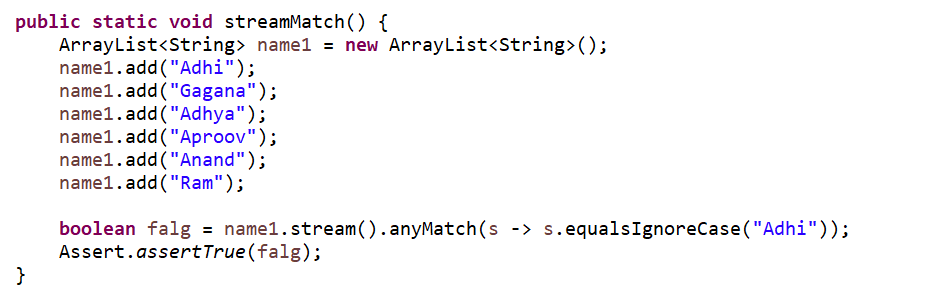 public static void streamMatch() {
    ArrayList<String> name1 = new ArrayList<String>();
    name1.add("Adhi");
    name1.add("Gagana");
    name1.add("Adhya");
    name1.add("Aproov");
    name1.add("Anand");
    name1.add("Ram");

    boolean falg = name1.stream().anyMatch(s -> s.equalsIgnoreCase("Adhi"));
    Assert.assertTrue(falg);
}